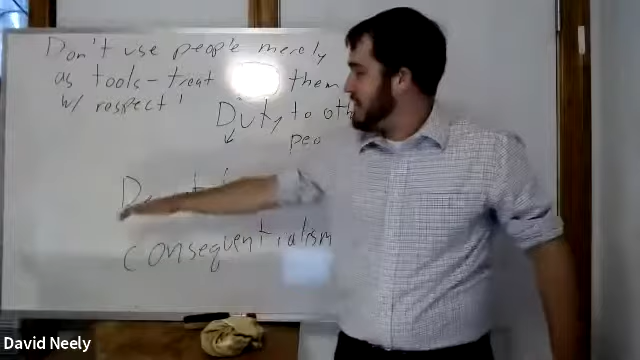 Don't use people merely
as tools - treat them
w/ respect!
Duty to oth
peo
consequentialism
David Neely